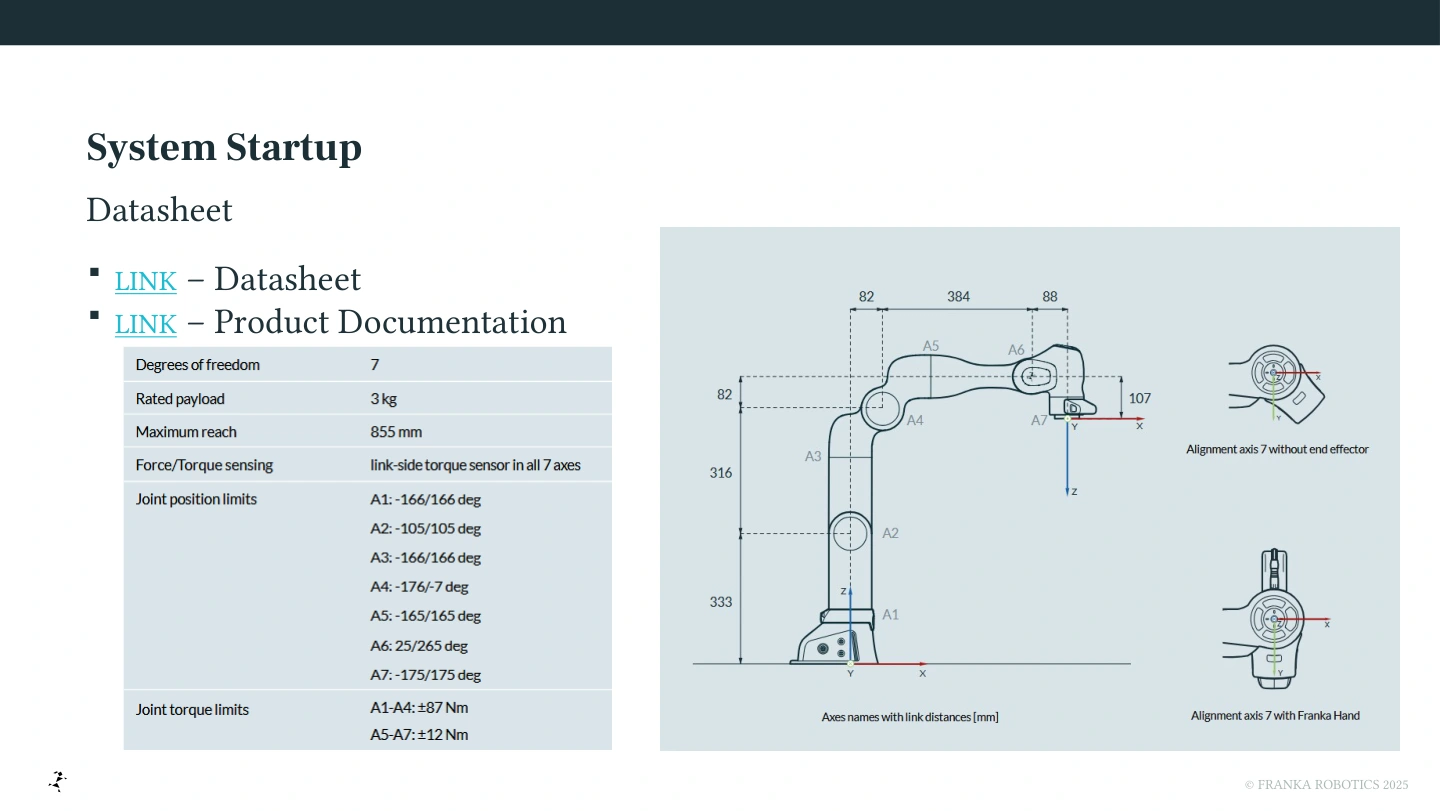 System Startup
Datasheet
▪ LINK – Datasheet
▪ LINK – Product Documentation
Degrees of freedom 7
Rated payload 3 kg
Maximum reach 855 mm
Force/Torque sensing link-side torque sensor in all 7 axes
Joint position limits A1: -166/166 deg
A2: -105/105 deg
A3: -166/166 deg
A4: -176/-7 deg
A5: -165/165 deg
A6: 25/265 deg
A7: -175/175 deg
Joint torque limits A1-A4: ±87 Nm
A5-A7: ±12 Nm
82 384 88
A5 A6
82
107
A4 A7 Y X
A3
316
Z
A2
333
Z
A1
Y X
Axes names with link distances [mm]
Z X
Y
Alignment axis 7 without end effector
Z X
Y
Alignment axis 7 with Franka Hand
© FRANKA ROBOTICS 2025